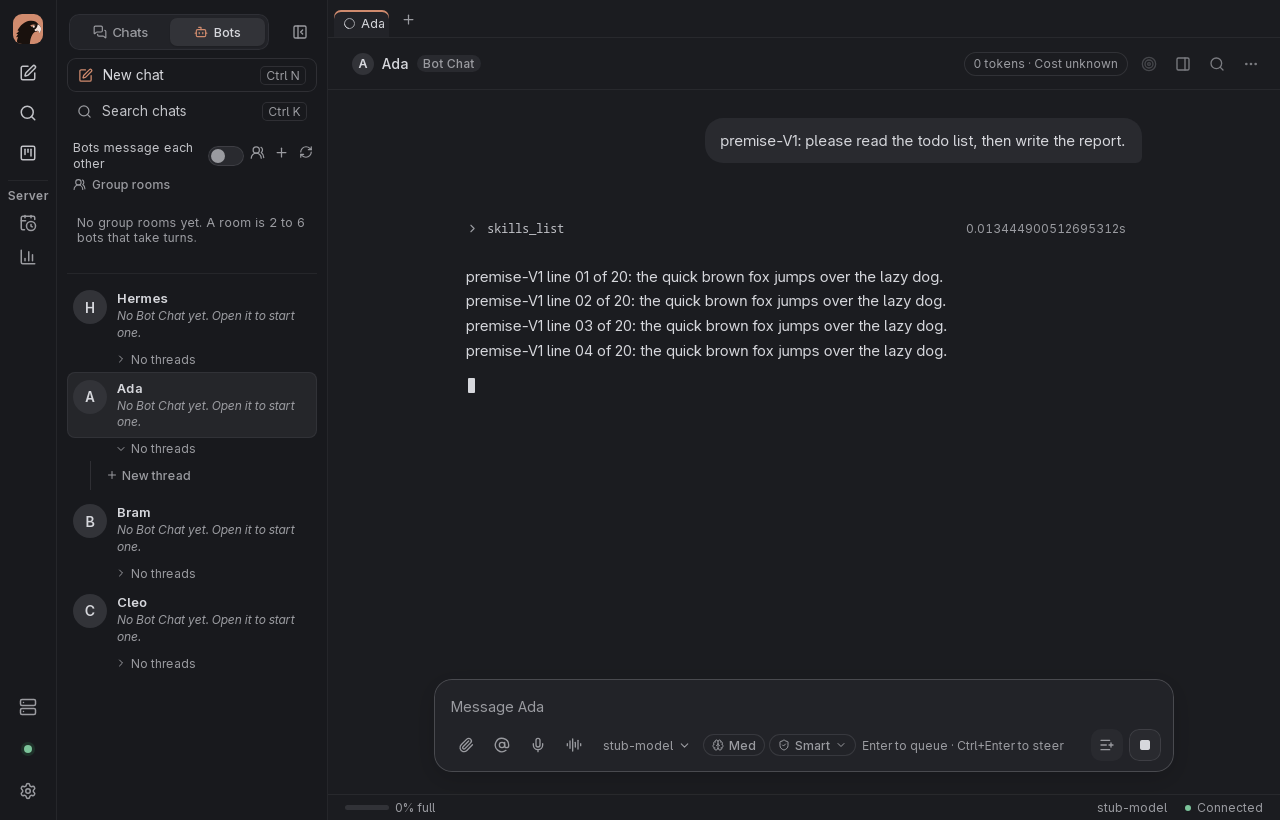 Chats
Bots
New chat
Ctrl N
Search chats
Ctrl K
Bots message each
other
Group rooms
No group rooms yet. A room is 2 to 6
bots that take turns.
Server
H
Hermes
No Bot Chat yet. Open it to start
one.
No threads
A
Ada
No Bot Chat yet. Open it to start
one.
No threads
New thread
B
Bram
No Bot Chat yet. Open it to start
one.
No threads
C
Cleo
No Bot Chat yet. Open it to start
one.
No threads
Ada
A
Ada
Bot Chat
0 tokens · Cost unknown
premise-V1: please read the todo list, then write the report.
skills_list
0.013444900512695312s
premise-V1 line 01 of 20: the quick brown fox jumps over the lazy dog.
premise-V1 line 02 of 20: the quick brown fox jumps over the lazy dog.
premise-V1 line 03 of 20: the quick brown fox jumps over the lazy dog.
premise-V1 line 04 of 20: the quick brown fox jumps over the lazy dog.
Message Ada
stub-model
Med
Smart
Enter to queue · Ctrl+Enter to steer
0% full
stub-model
Connected